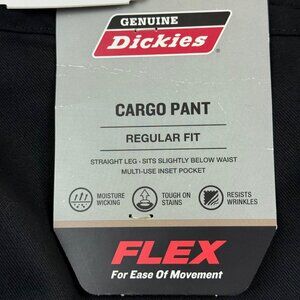 GENUINE
Dickies
CARGO PANT
REGULAR FIT
STRAIGHT LEG - SITS SLIGHTLY BELOW WAIST
MULTI-USE INSET POCKET
MOISTURE
WICKING
TOUGH ON
STAINS
RESISTS
WRINKLES
FLEX
For Ease Of Movement